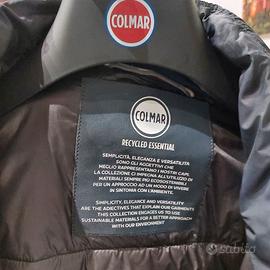 COLMAR
COLMAR
RECYCLED ESSENTIAL
SEMPLICITÀ, ELEGANZA E VERSATILITÀ
SONO GLI AGGETTIVI CHE
MEGLIO RAPPRESENTANO I NOSTRI CAPI.
LA COLLEZIONE CI IMPEGNA ALL'UTILIZZO DI
MATERIALI SEMPRE PIÙ ECOSOSTENIBILI
PER UN APPROCCIO AD UN MODO DI VIVERE
IN SINTONIA CON L'AMBIENTE.
SIMPLICITY, ELEGANCE AND VERSATILITY
ARE THE ADJECTIVES THAT EXPLAIN OUR GARMENTS
THIS COLLECTION ENGAGES US TO USE
SUSTAINABLE MATERIALS FOR A BETTER APPROACH
WITH OUR ENVIRONMENT
subito